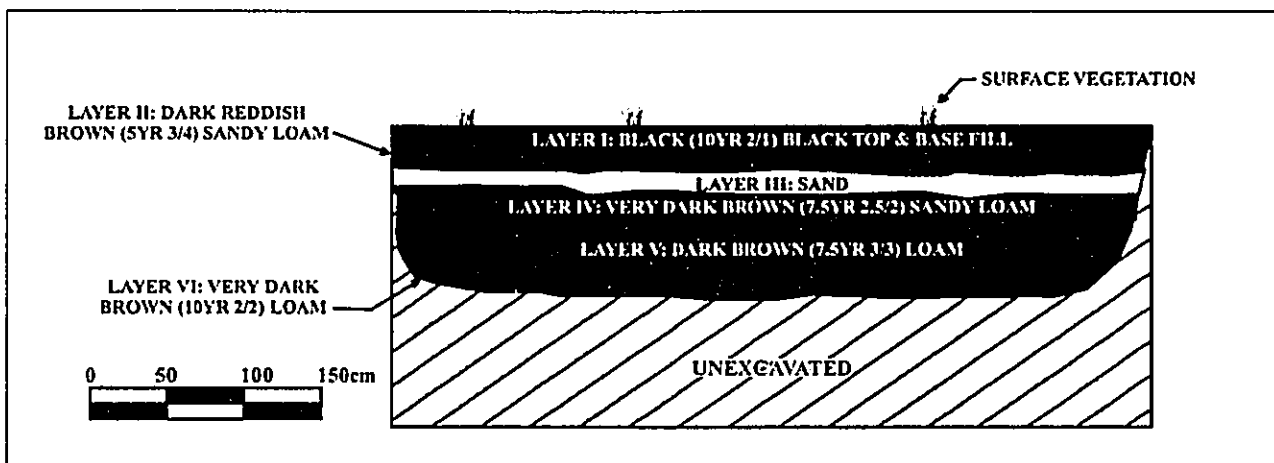 SURFACE VEGETATION
LAYER II: DARK REDDISH
BROWN (5YR 3/4) SANDY LOAM
LAYER I: BLACK (10YR 2/1) BLACK TOP & BASE FILL
LAYER III: SAND
LAYER IV: VERY DARK BROWN (7.5YR 2.5/2) SANDY LOAM
LAYER V: DARK BROWN (7.5YR 3/3) LOAM
LAYER VI: VERY DARK
BROWN (10YR 2/2) LOAM
UNEXCAVATED
0 50 100 150cm